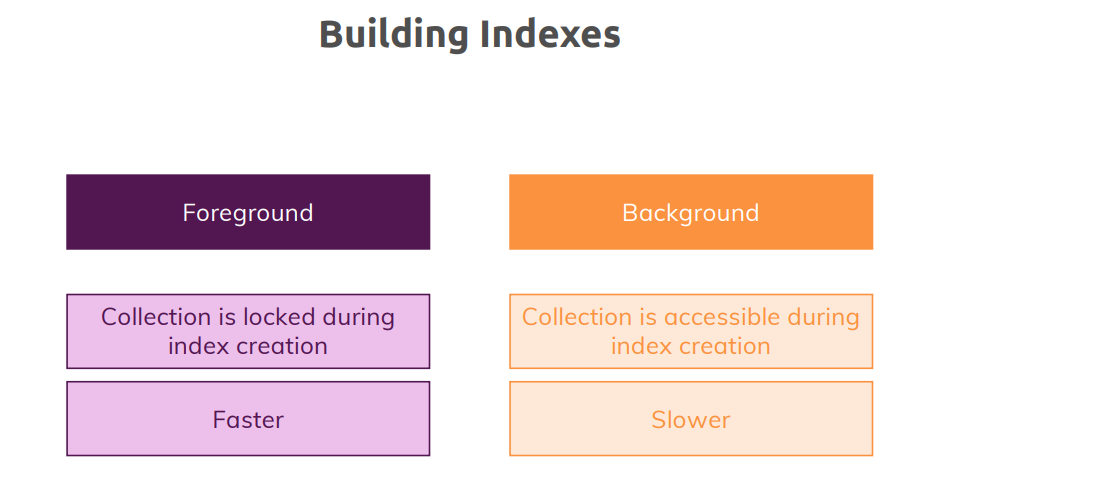 Building Indexes
Foreground
Background
Collection is locked during
index creation
Collection is accessible during
index creation
Faster
Slower